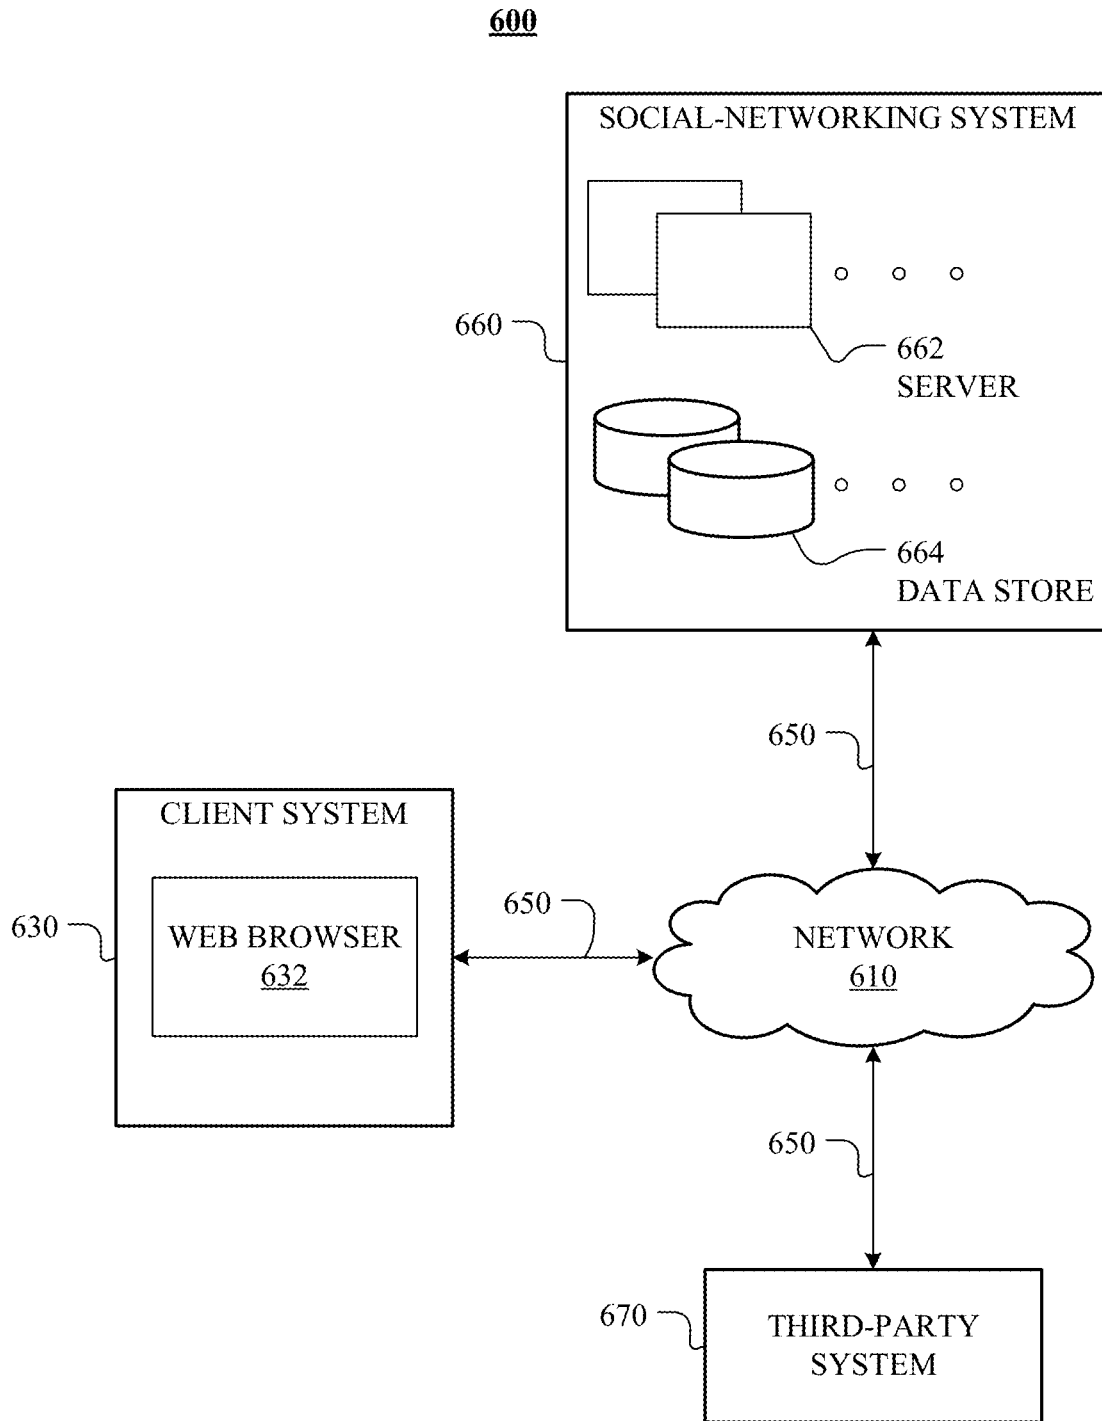 600
SOCIAL-NETWORKING SYSTEM
660
662
SERVER
664
DATA STORE
650
CLIENT SYSTEM
630
WEB BROWSER
632
650
NETWORK
610
650
670
THIRD-PARTY
SYSTEM